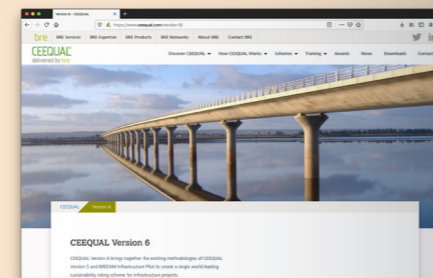 Version 6 - CEEQUAL
https://www.ceequal.com/version-6/
bre BRE Services BRE Expertise BRE Products BRE Networks About BRE Contact BRE
CEEQUAL
delivered by bre
Discover CEEQUAL How CEEQUAL Works Schemes Training Awards News Downloads Contact
CEEQUAL Version 6
CEEQUAL Version 6
CEEQUAL Version 6 brings together the existing methodologies of CEEQUAL
Version 5 and BREEAM Infrastructure Pilot to create a single world leading
sustainability rating scheme for infrastructure projects.